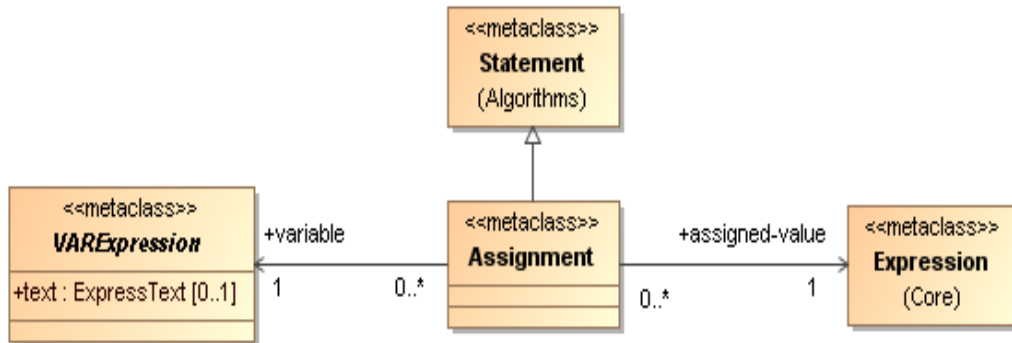 <<metaclass>>
Statement
(Algorithms)
<<metaclass>>
VARExpression
+text : ExpressText [0..1]
+variable
1
0..*
<<metaclass>>
Assignment
+assigned-value
0..*
1
<<metaclass>>
Expression
(Core)